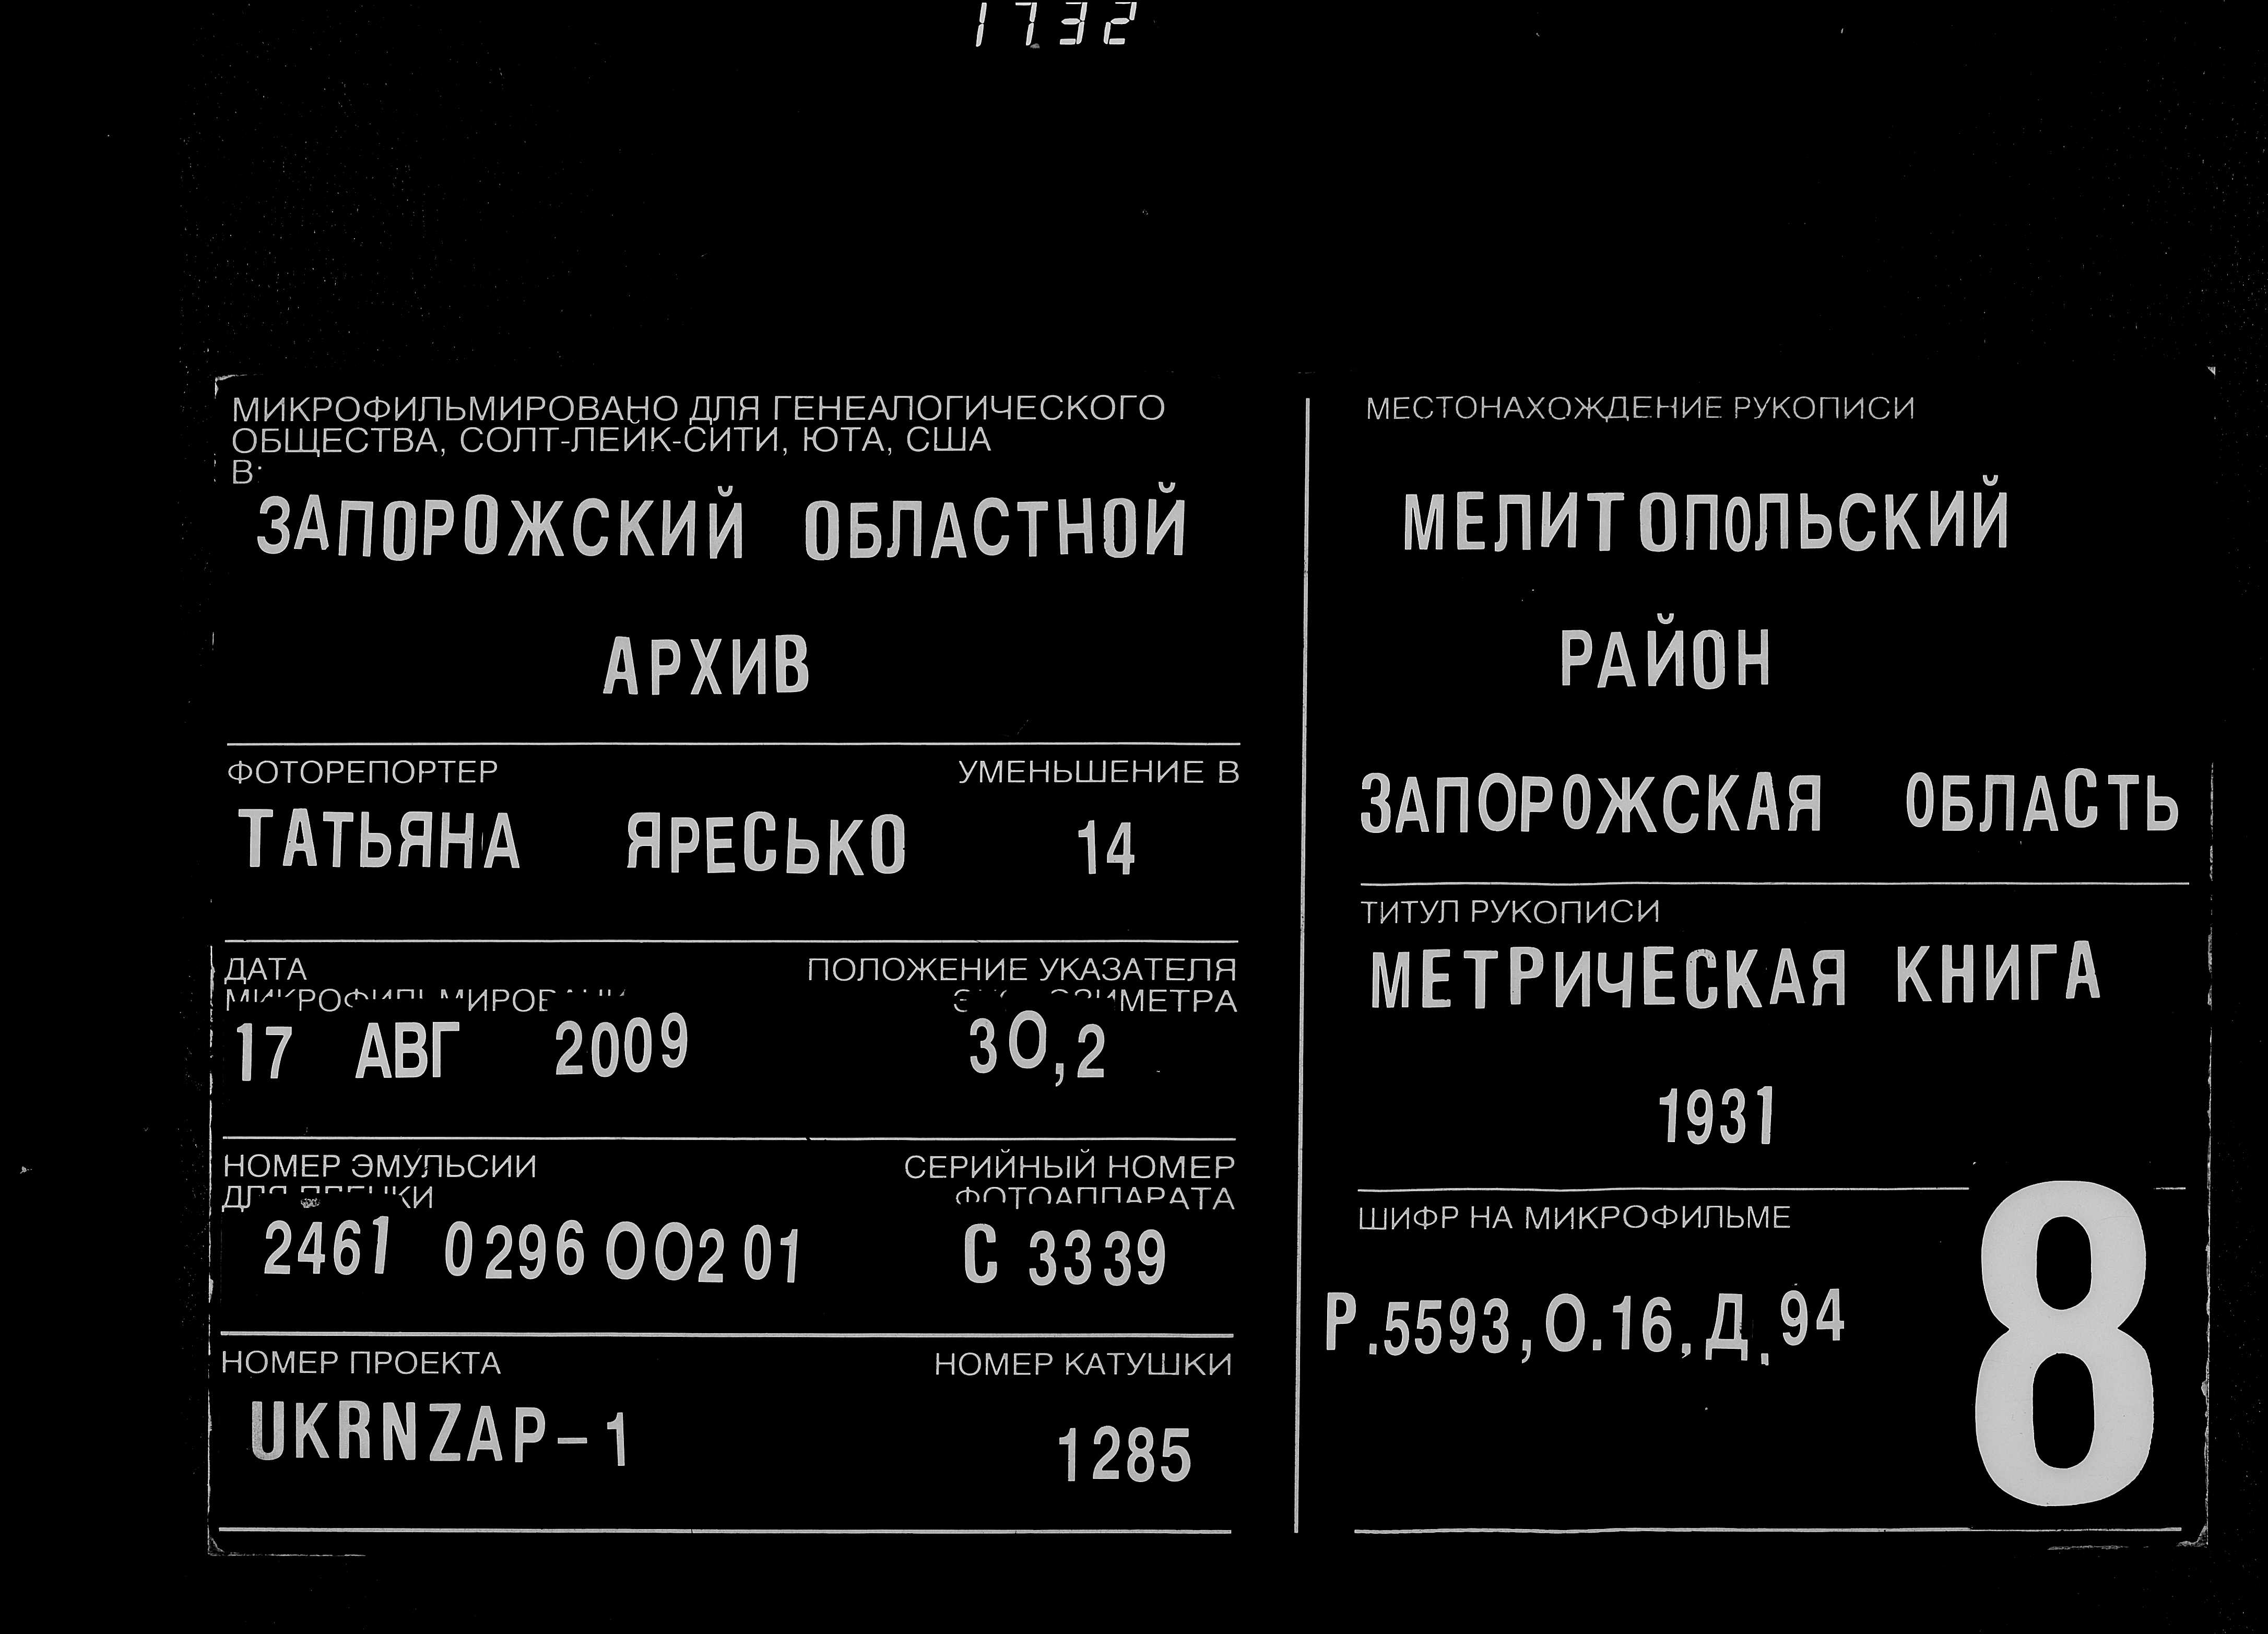 1732
МИКРОФИЛЬМИРОВАНО ДЛЯ ГЕНЕАЛОГИЧЕСКОГО
ОБЩЕСТВА, СОЛТ-ЛЕЙК-СИТИ, ЮТА, США
В:
ЗАПОРОЖСКИЙ ОБЛАСТНОЙ
АРХИВ
ФОТОРЕПОРТЕР УМЕНЬШЕНИЕ В
ТАТЬЯНА ЯРЕСЬКО 14
ДАТА ПОЛОЖЕНИЕ УКАЗАТЕЛЯ
17 АВГ 2009 30,2
НОМЕР ЭМУЛЬСИИ СЕРИЙНЫЙ НОМЕР
ДЛЯ ПЛЕНКИ ФОТОАППАРАТА
2461 0296 002 01 С 3339
НОМЕР ПРОЕКТА НОМЕР КАТУШКИ
UKRNZAP-1 1285
МЕСТОНАХОЖДЕНИЕ РУКОПИСИ
МЕЛИТОПОЛЬСКИЙ
РАЙОН
ЗАПОРОЖСКАЯ ОБЛАСТЬ
ТИТУЛ РУКОПИСИ
МЕТРИЧЕСКАЯ КНИГА
1931
ШИФР НА МИКРОФИЛЬМЕ
Р.5593,О.16,Д.94
8